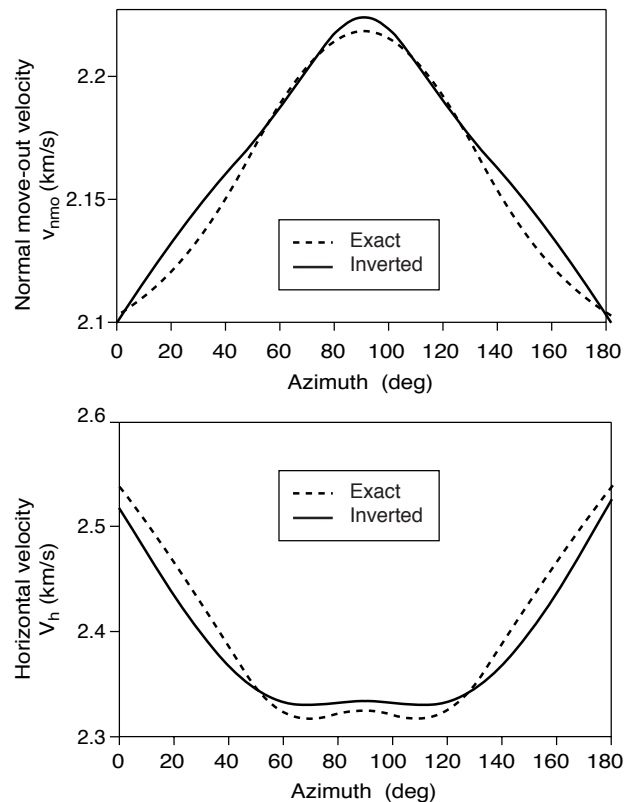 Normal move-out velocity
vnmo (km/s)
2.2
2.15
2.1
Exact
Inverted
0 20 40 60 80 100 120 140 160 180
Azimuth (deg)
Horizontal velocity
Vh (km/s)
2.6
2.5
2.4
2.3
Exact
Inverted
0 20 40 60 80 100 120 140 160 180
Azimuth (deg)